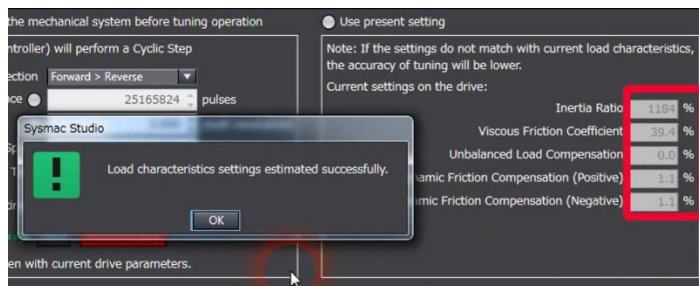 the mechanical system before tuning operation
ntroller) will perform a Cyclic Step
ection Forward > Reverse
nce 25165824 pulses
Sysmac Studio
Load characteristics settings estimated successfully.
OK
en with current drive parameters.
Use present setting
Note: If the settings do not match with current load characteristics,
the accuracy of tuning will be lower.
Current settings on the drive:
Inertia Ratio 1184 %
Viscous Friction Coefficient 39.4 %
Unbalanced Load Compensation 0.0 %
namic Friction Compensation (Positive) 1.1 %
amic Friction Compensation (Negative) 1.1 %